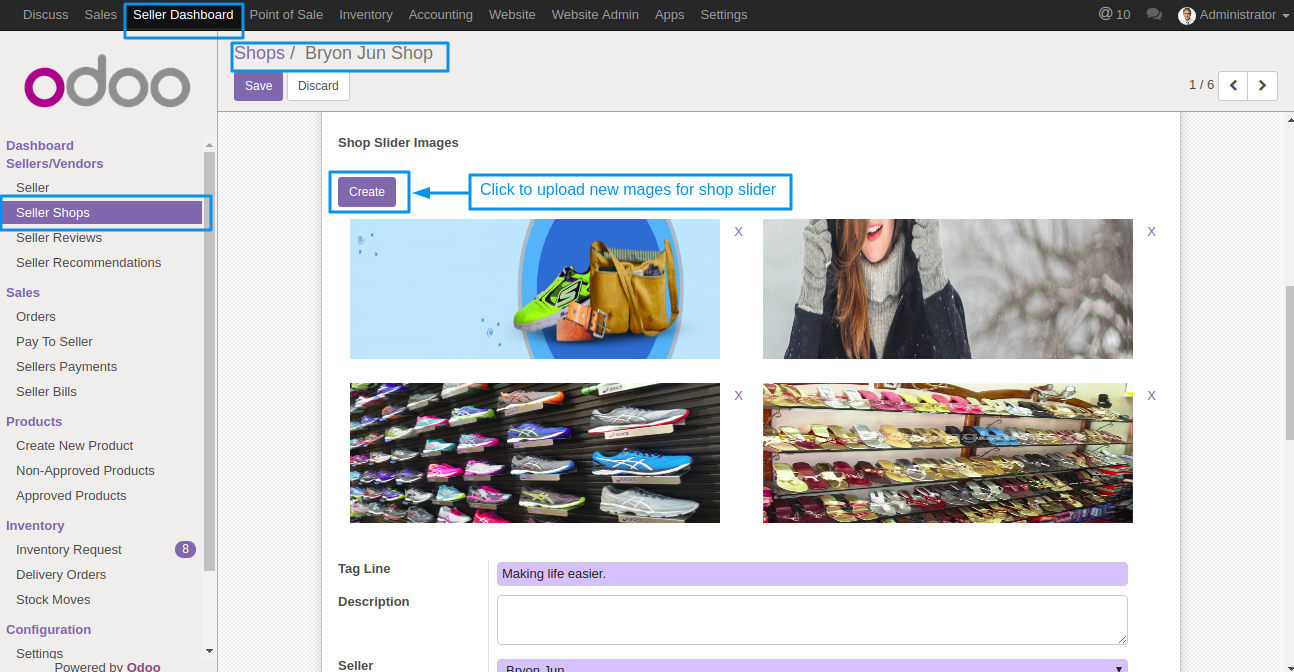 Discuss Sales Seller Dashboard Point of Sale Inventory Accounting Website Website Admin Apps Settings @ 10 Administrator
odoo
Shops / Bryon Jun Shop
Save Discard
1 / 6
Dashboard
Sellers/Vendors
Seller
Seller Shops
Seller Reviews
Seller Recommendations
Sales
Orders
Pay To Seller
Sellers Payments
Seller Bills
Products
Create New Product
Non-Approved Products
Approved Products
Inventory
Inventory Request 8
Delivery Orders
Stock Moves
Configuration
Settings
Powered by Odoo
Shop Slider Images
Create
Click to upload new mages for shop slider
X
X
X
X
Tag Line
Making life easier.
Description
Seller
Bryon Jun